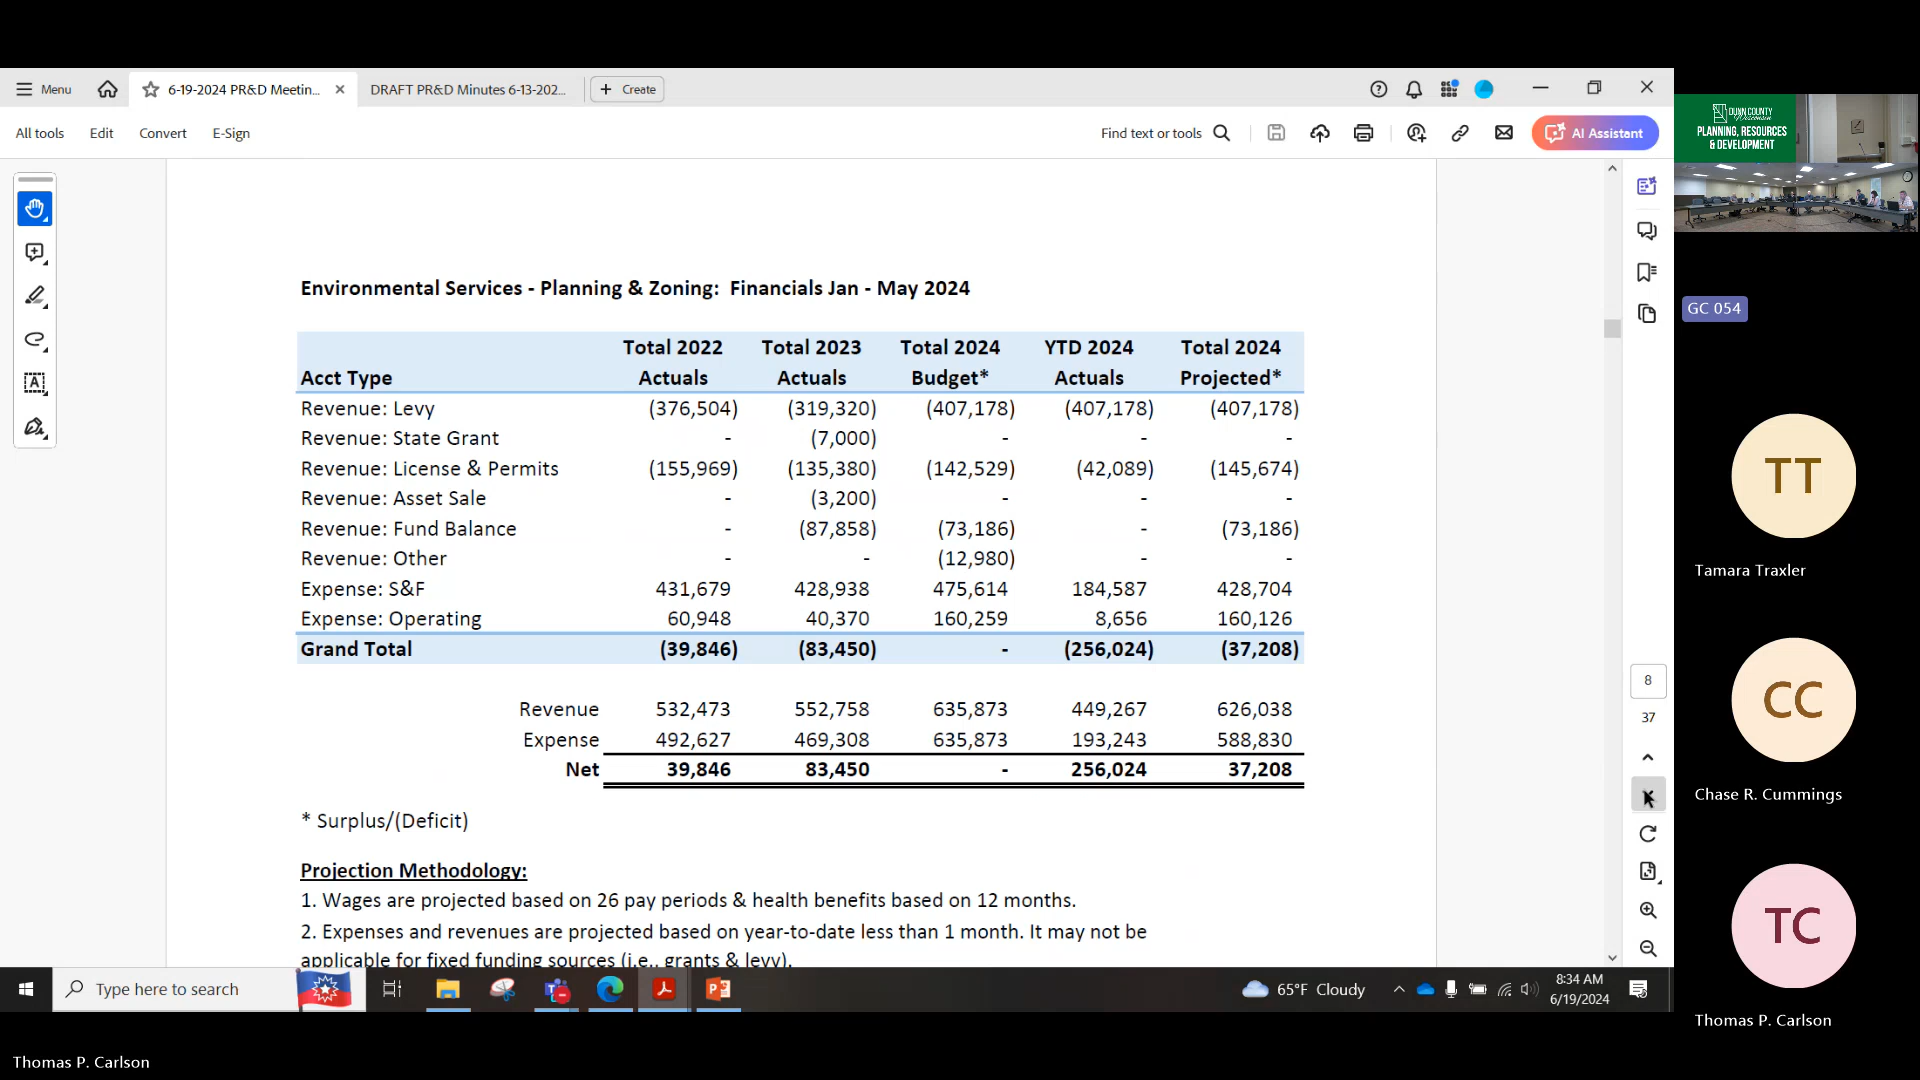 Menu
6-19-2024 PR&D Meetin...
DRAFT PR&D Minutes 6-13-202...
Create
All tools
Edit
Convert
E-Sign
Find text or tools
AI Assistant
Environmental Services - Planning & Zoning: Financials Jan - May 2024
Total 2022 Total 2023 Total 2024 YTD 2024 Total 2024
Acct Type Actuals Actuals Budget* Actuals Projected*
Revenue: Levy (376,504) (319,320) (407,178) (407,178) (407,178)
Revenue: State Grant - (7,000) - - -
Revenue: License & Permits (155,969) (135,380) (142,529) (42,089) (145,674)
Revenue: Asset Sale - (3,200) - - -
Revenue: Fund Balance - (87,858) (73,186) - (73,186)
Revenue: Other - - (12,980) - -
Expense: S&F 431,679 428,938 475,614 184,587 428,704
Expense: Operating 60,948 40,370 160,259 8,656 160,126
Grand Total (39,846) (83,450) - (256,024) (37,208)
Revenue 532,473 552,758 635,873 449,267 626,038
Expense 492,627 469,308 635,873 193,243 588,830
Net 39,846 83,450 - 256,024 37,208
* Surplus/(Deficit)
Projection Methodology:
1. Wages are projected based on 26 pay periods & health benefits based on 12 months.
2. Expenses and revenues are projected based on year-to-date less than 1 month. It may not be
applicable for fixed funding sources (i.e., grants & levy).
8
37
Type here to search
65°F Cloudy
8:34 AM
6/19/2024
DUNN COUNTY
Wisconsin
PLANNING, RESOURCES
& DEVELOPMENT
GC 054
TT
Tamara Traxler
CC
Chase R. Cummings
TC
Thomas P. Carlson
Thomas P. Carlson